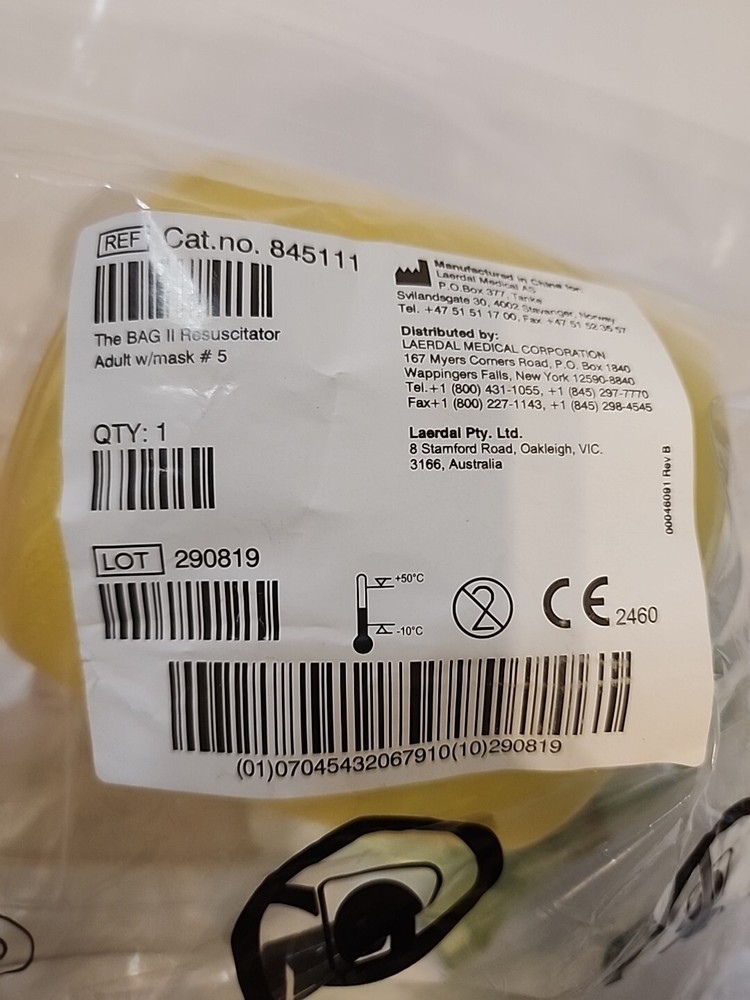 REF Cat.no. 845111
The BAG II Resuscitator
Adult w/mask # 5
QTY: 1
LOT 290819
Manufactured in China for:
Laerdal Medical AS
P.O.Box 377, Tanke
Svilandsgate 30, 4002 Stavanger, Norway
Tel. +47 51 51 17 00, Fax +47 51 52 35 57
Distributed by:
LAERDAL MEDICAL CORPORATION
167 Myers Corners Road, P.O. Box 1840
Wappingers Falls, New York 12590-8840
Tel.+1 (800) 431-1055, +1 (845) 297-7770
Fax+1 (800) 227-1143, +1 (845) 298-4545
Laerdal Pty. Ltd.
8 Stamford Road, Oakleigh, VIC.
3166, Australia
00046091 Rev B
+50°C
-10°C
2
CE 2460
(01)07045432067910(10)290819